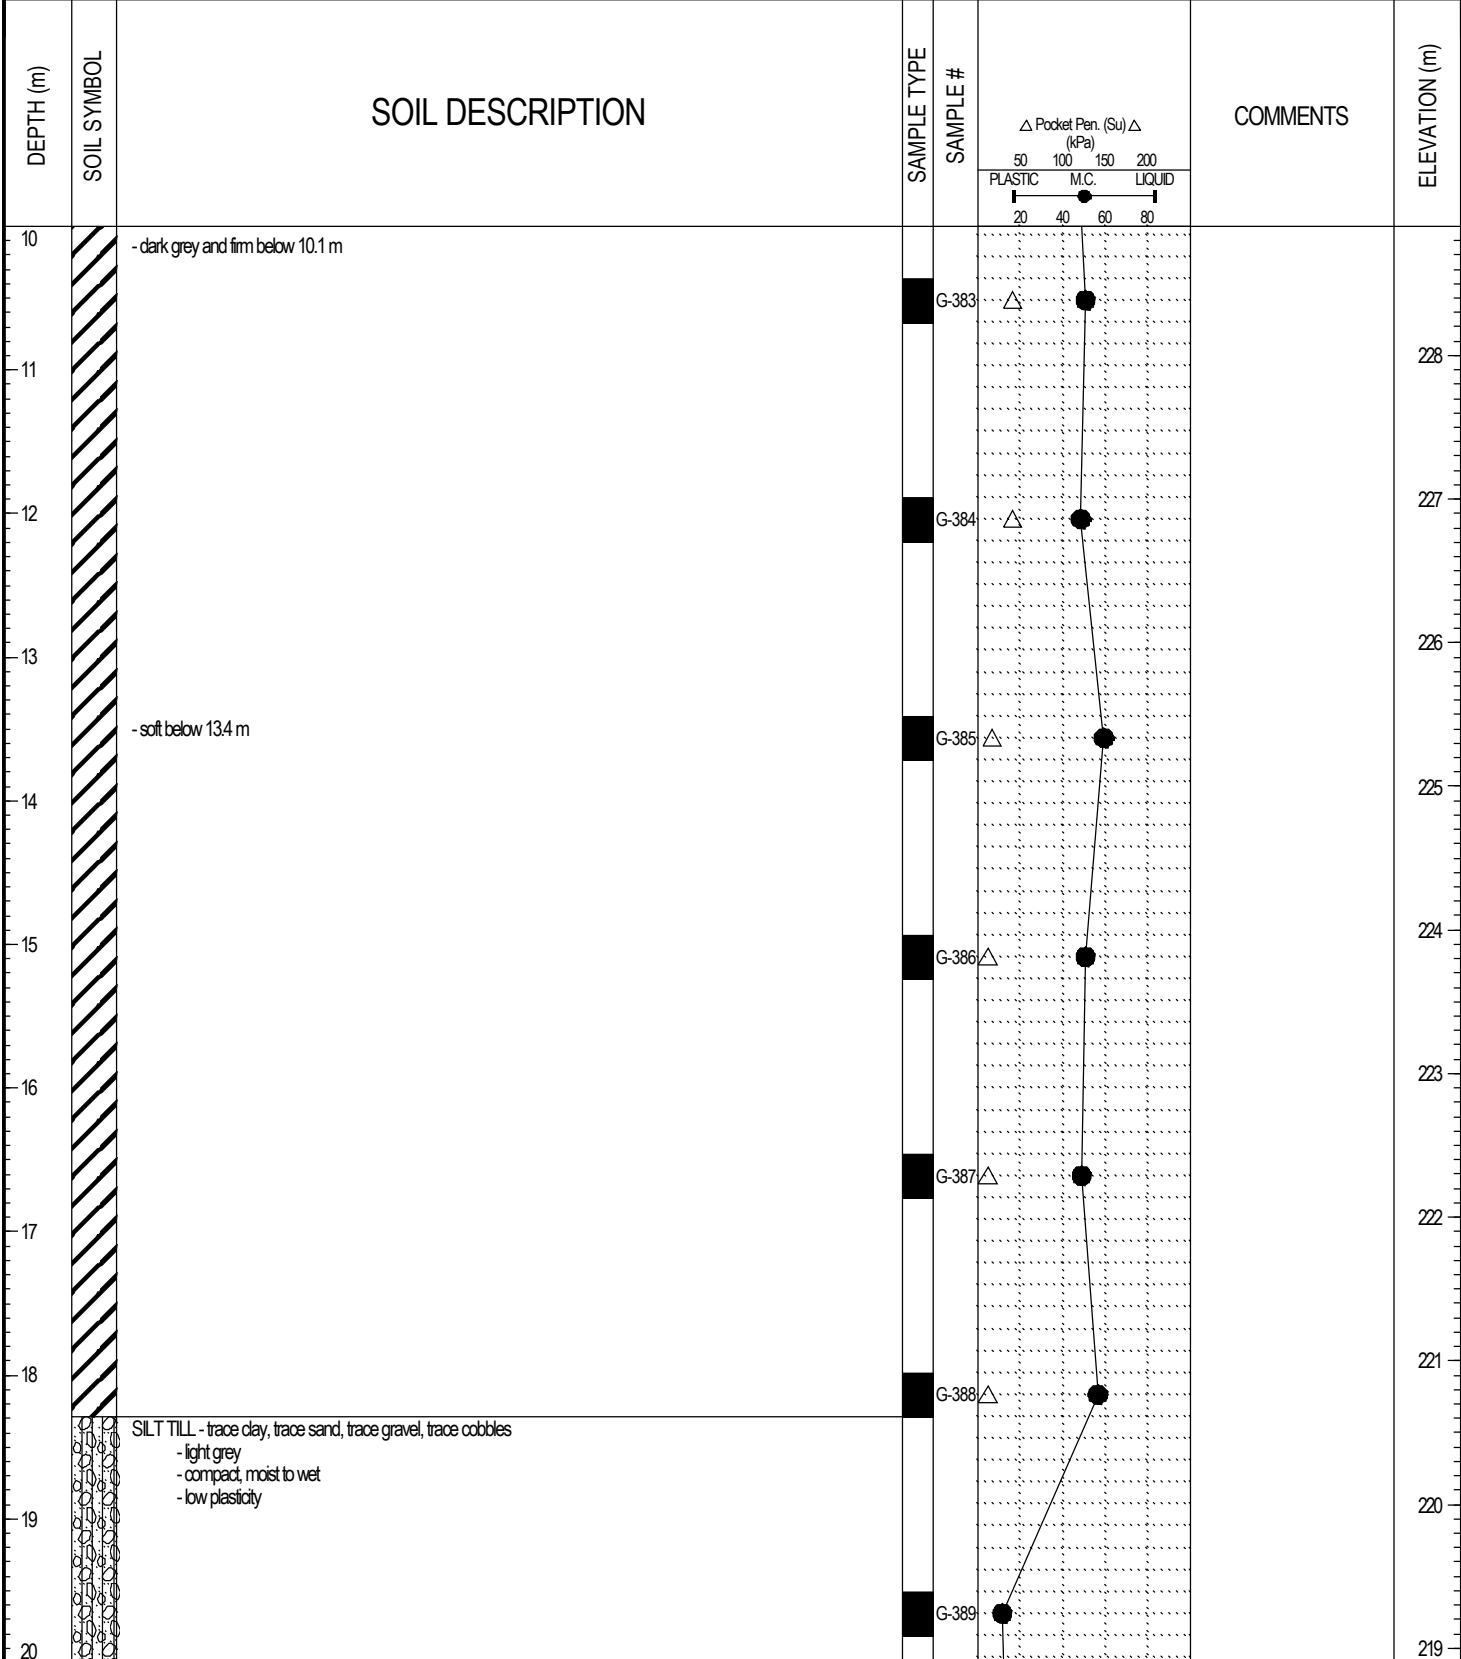 DEPTH (m)
SOIL SYMBOL
SOIL DESCRIPTION
SAMPLE TYPE
SAMPLE #
△ Pocket Pen. (Su) △
(kPa)
50 100 150 200
PLASTIC M.C. LIQUID
20 40 60 80
COMMENTS
ELEVATION (m)
10
- dark grey and firm below 10.1 m
G-383
11
228
12
G-384
227
13
226
- soft below 13.4 m
G-385
14
225
15
G-386
224
16
223
G-387
17
222
18
G-388
221
SILT TILL - trace clay, trace sand, trace gravel, trace cobbles
- light grey
- compact, moist to wet
- low plasticity
19
220
G-389
20
219